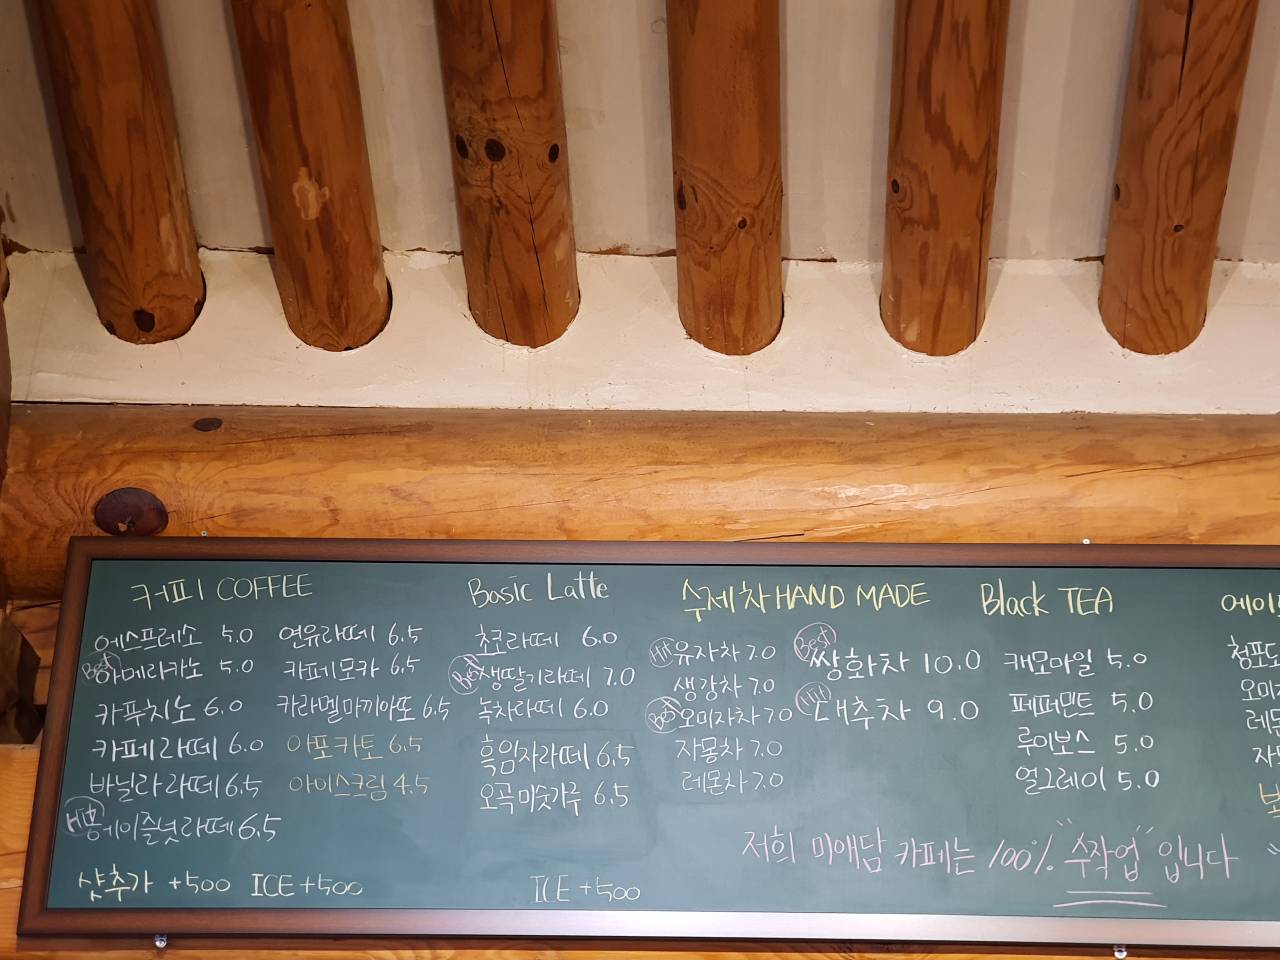 커피 COFFEE
에스프레소 5.0
Best 아메리카노 5.0
카푸치노 6.0
카페라떼 6.0
바닐라라떼 6.5
헤이즐넛라떼 6.5
연유라떼 6.5
카페모카 6.5
카라멜마끼아또 6.5
아포카토 6.5
아이스크림 4.5
샷추가 +500 ICE +500
Basic Latte
초코라떼 6.0
Best 생딸기라떼 7.0
녹차라떼 6.0
흑임자라떼 6.5
오곡미숫가루 6.5
ICE +500
수제차 HAND MADE
Hit 유자차 7.0
생강차 7.0
Best 오미자차 7.0
자몽차 7.0
레몬차 7.0
Best 쌍화차 10.0
Hit 대추차 9.0
Black TEA
캐모마일 5.0
페퍼민트 5.0
루이보스 5.0
얼그레이 5.0
저희 미애담 카페는 100% "수작업" 입니다
에이
청포도
오미
레몬